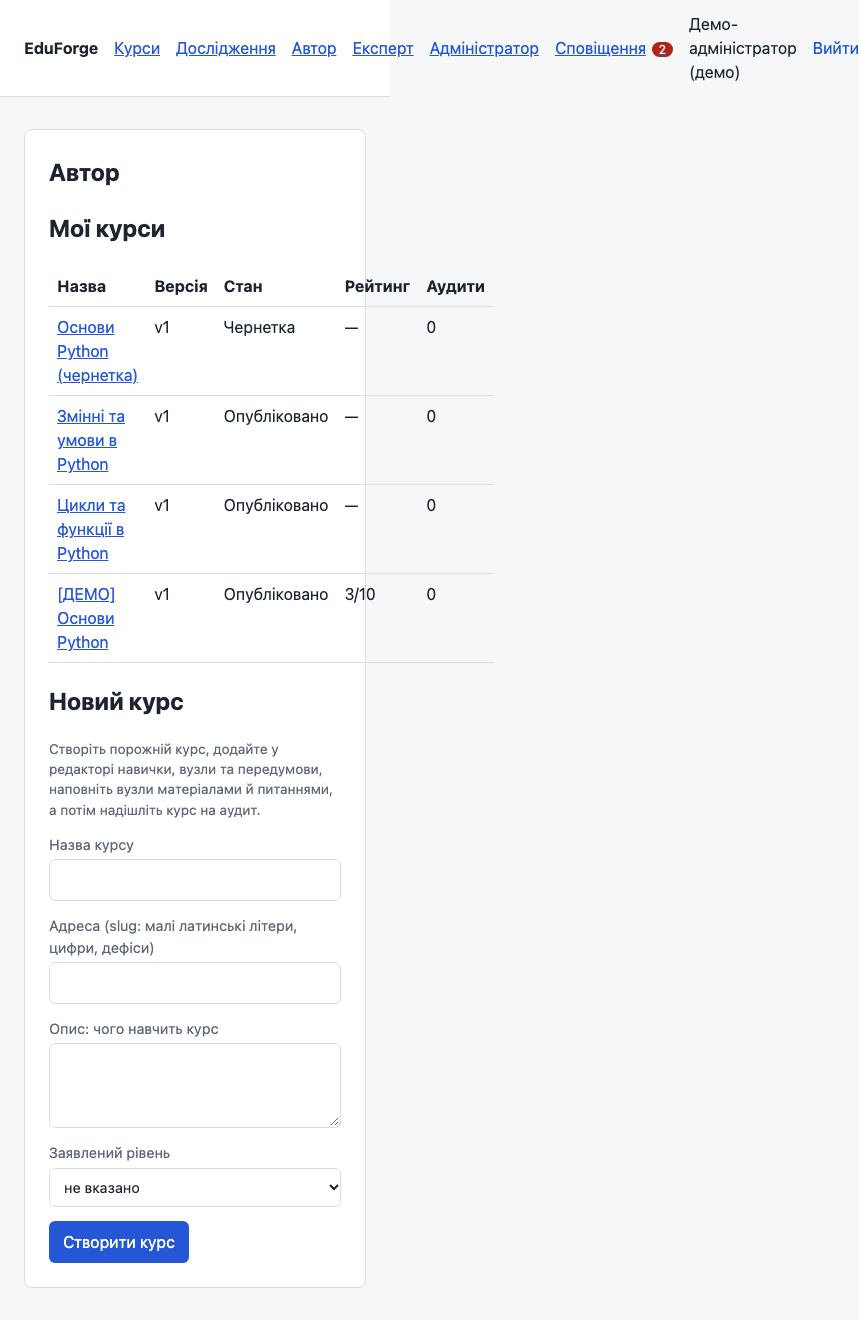 EduForge Курси Дослідження Автор Експерт Адміністратор Сповіщення 2 Демо-адміністратор (демо) Вийти
Автор
Мої курси
Назва Версія Стан Рейтинг Аудити
Основи Python (чернетка) v1 Чернетка — 0
Змінні та умови в Python v1 Опубліковано — 0
Цикли та функції в Python v1 Опубліковано — 0
[ДЕМО] Основи Python v1 Опубліковано 3/10 0
Новий курс
Створіть порожній курс, додайте у
редакторі навички, вузли та передумови,
наповніть вузли матеріалами й питаннями,
а потім надішліть курс на аудит.
Назва курсу
Адреса (slug: малі латинські літери,
цифри, дефіси)
Опис: чого навчить курс
Заявлений рівень
не вказано
Створити курс